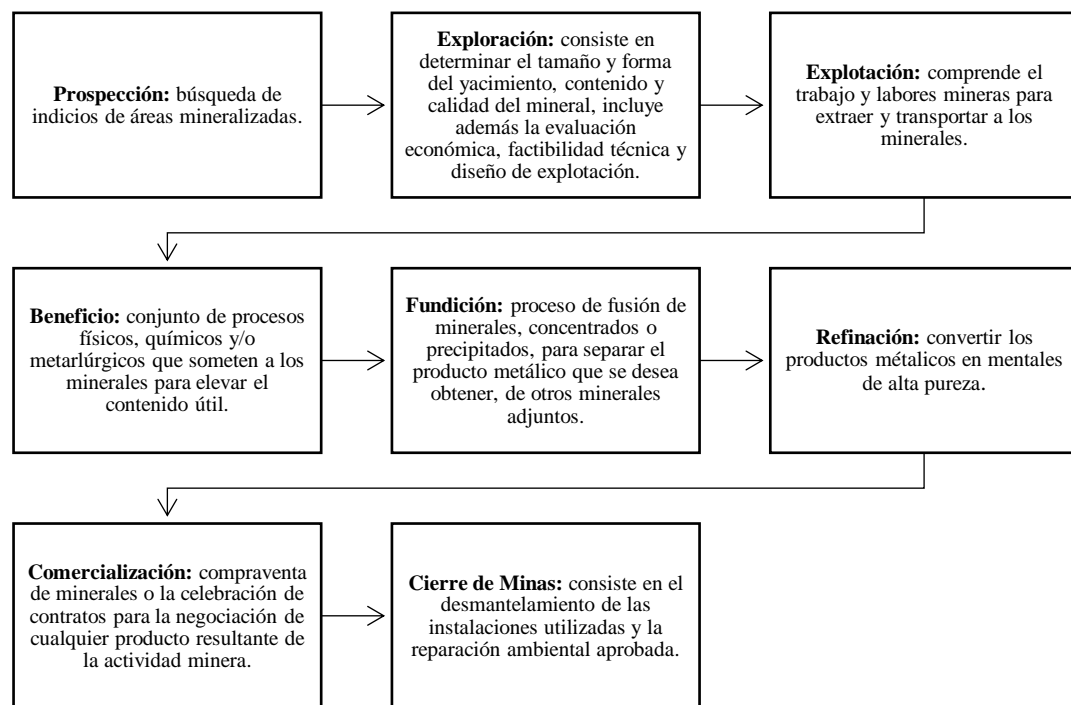 Prospección: búsqueda de
indicios de áreas mineralizadas.
Exploración: consiste en
determinar el tamaño y forma
del yacimiento, contenido y
calidad del mineral, incluye
además la evaluación
económica, factibilidad técnica y
diseño de explotación.
Explotación: comprende el
trabajo y labores mineras para
extraer y transportar a los
minerales.
Beneficio: conjunto de procesos
físicos, químicos y/o
metarlúrgicos que someten a los
minerales para elevar el
contenido útil.
Fundición: proceso de fusión de
minerales, concentrados o
precipitados, para separar el
producto metálico que se desea
obtener, de otros minerales
adjuntos.
Refinación: convertir los
productos métalicos en mentales
de alta pureza.
Comercialización: compraventa
de minerales o la celebración de
contratos para la negociación de
cualquier producto resultante de
la actividad minera.
Cierre de Minas: consiste en el
desmantelamiento de las
instalaciones utilizadas y la
reparación ambiental aprobada.